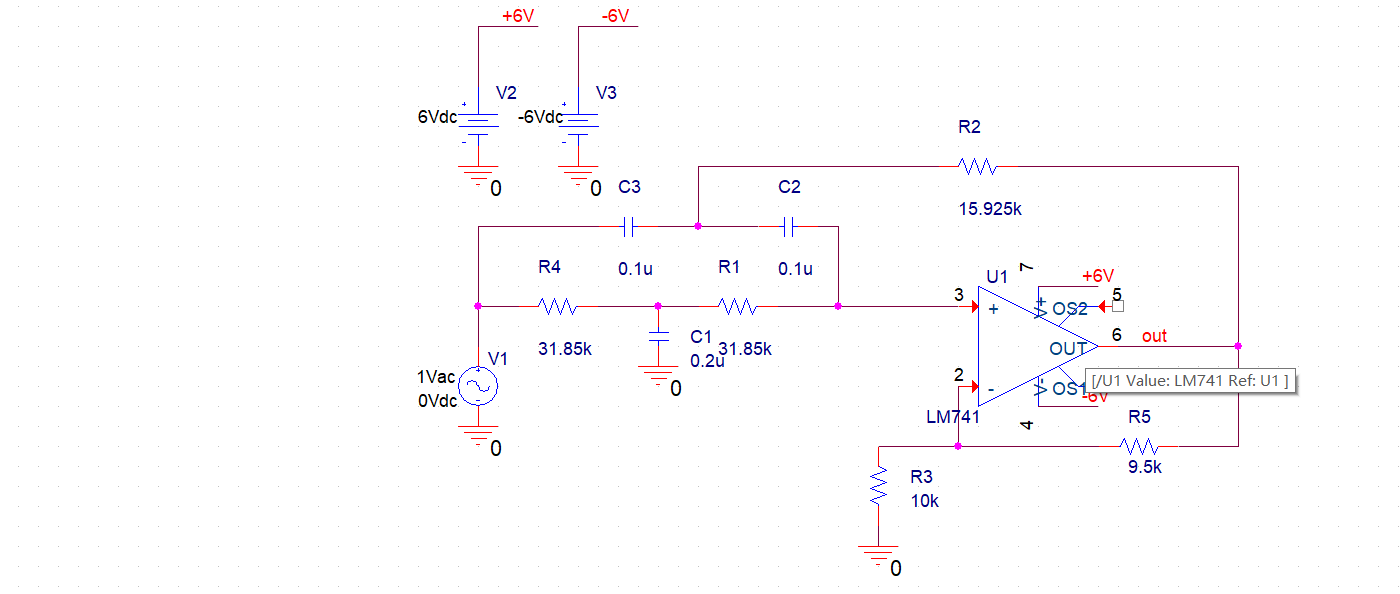 +6V
-6V
V2
V3
6Vdc
-6Vdc
+
-
+
-
0
0
R2
15.925k
C3
C2
0.1u
0.1u
R4
R1
31.85k
31.85k
C1
0.2u
0
V1
1Vac
0Vdc
+
-
0
U1
7
+6V
3
+
V+
OS2
5
OUT
6
out
2
-
V-
OS1
[/U1 Value: LM741 Ref: U1 ]
-6V
LM741
4
R5
9.5k
R3
10k
0